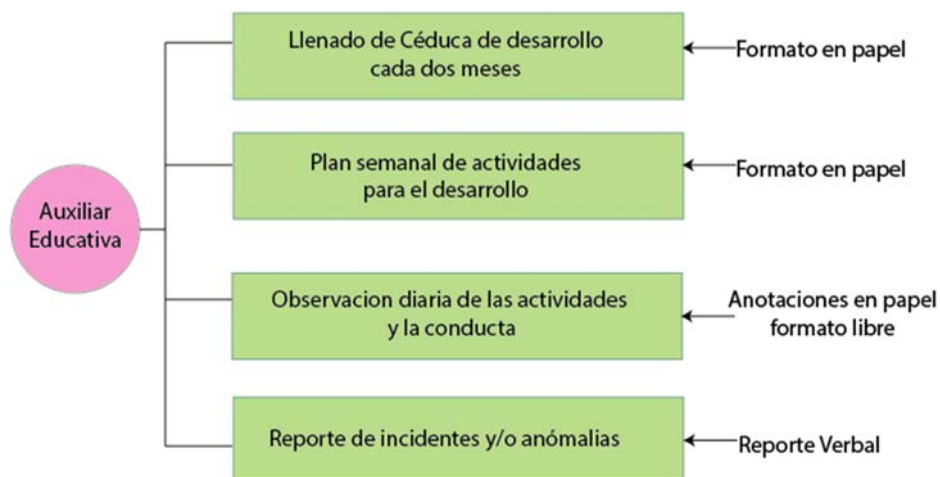 Auxiliar
Educativa
Llenado de Céduca de desarrollo
cada dos meses
Formato en papel
Plan semanal de actividades
para el desarrollo
Formato en papel
Observacion diaria de las actividades
y la conducta
Anotaciones en papel
formato libre
Reporte de incidentes y/o anómalias
Reporte Verbal